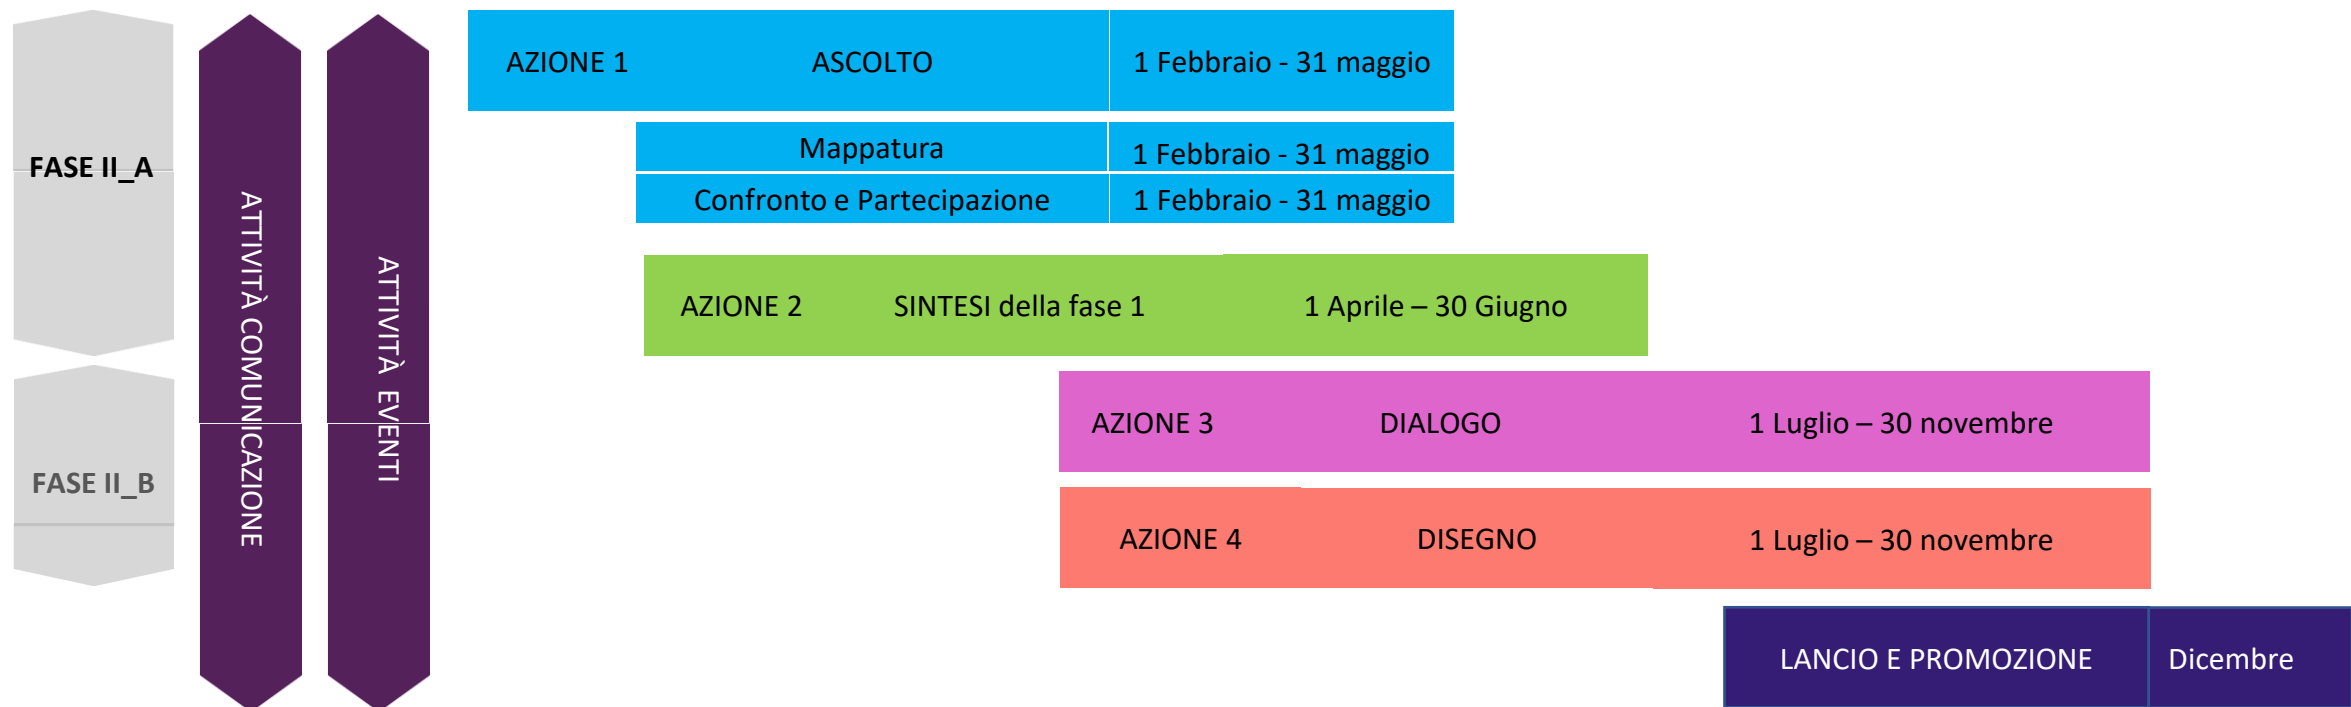 FASE II_A
FASE II_B
ATTIVITÀ COMUNICAZIONE
ATTIVITÀ EVENTI
AZIONE 1 ASCOLTO 1 Febbraio - 31 maggio
Mappatura 1 Febbraio - 31 maggio
Confronto e Partecipazione 1 Febbraio - 31 maggio
AZIONE 2 SINTESI della fase 1 1 Aprile – 30 Giugno
AZIONE 3 DIALOGO 1 Luglio – 30 novembre
AZIONE 4 DISEGNO 1 Luglio – 30 novembre
LANCIO E PROMOZIONE Dicembre